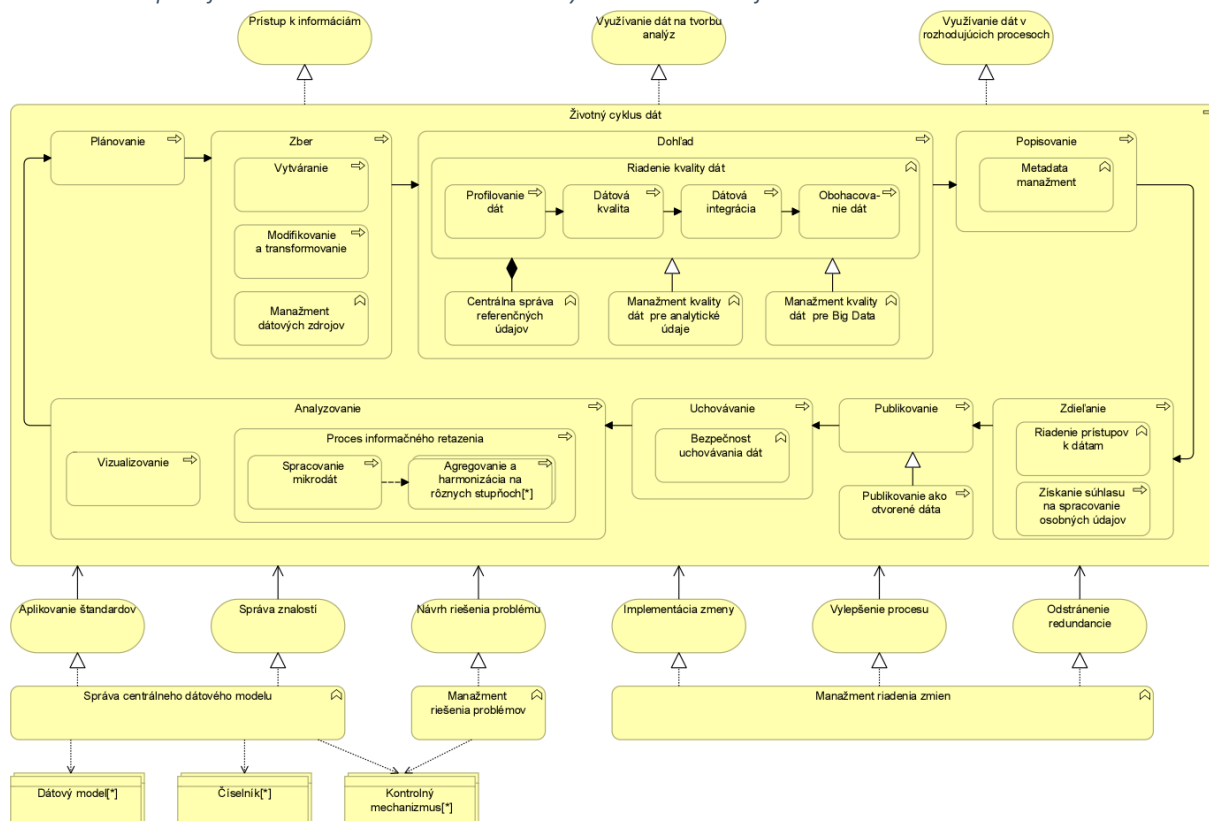 Prístup k informáciám
Využívanie dát na tvorbu
analýz
Využívanie dát v
rozhodujúcich procesoch
Životný cyklus dát
Plánovanie
Zber
Vytváranie
Modifikovanie
a transformovanie
Manažment
dátových zdrojov
Dohľad
Riadenie kvality dát
Profilovanie
dát
Dátová
kvalita
Dátová
integrácia
Obohacova-
nie dát
Centrálna správa
referenčných
údajov
Manažment kvality
dát pre analytické
údaje
Manažment kvality
dát pre Big Data
Popisovanie
Metadata
manažment
Analyzovanie
Vizualizovanie
Proces informačného retazenia
Spracovanie
mikrodát
Agregovanie a
harmonizácia na
rôznych stupňoch[*]
Uchovávanie
Bezpečnost
uchovávania dát
Publikovanie
Publikovanie ako
otvorené dáta
Zdieľanie
Riadenie prístupov
k dátam
Získanie súhlasu
na spracovanie
osobných údajov
Aplikovanie štandardov
Správa znalostí
Návrh riešenia problému
Implementácia zmeny
Vylepšenie procesu
Odstránenie
redundancie
Správa centrálneho dátového modelu
Manažment
riešenia problémov
Manažment riadenia zmien
Dátový model[*]
Číselník[*]
Kontrolný
mechanizmus[*]